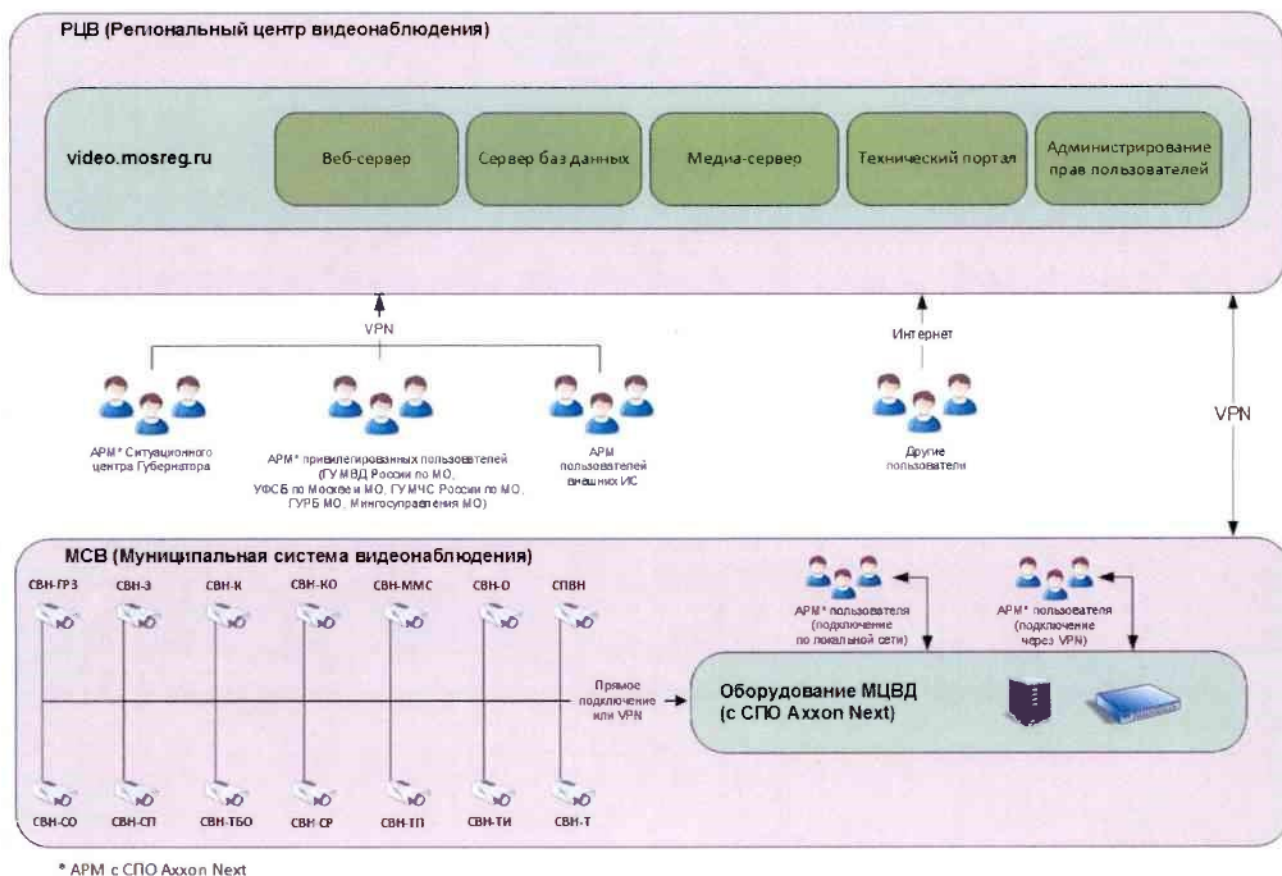 РЦВ (Региональный центр видеонаблюдения)
video.mosreg.ru
Веб-сервер
Сервер баз данных
Медиа-сервер
Технический портал
Администрирование
прав пользователей
VPN
Интернет
VPN
АРМ* Ситуационного
центра Губернатора
АРМ* привилегированных пользователей
(ГУ МВД России по МО,
УФСБ по Москве и МО, ГУ МЧС России по МО,
ГУРБ МО, Мингосуправления МО)
АРМ
пользователей
внешних ИС
Другие
пользователи
МСВ (Муниципальная система видеонаблюдения)
СВН-ГРЗ
СВН-З
СВН-К
СВН-КО
СВН-ММС
СВН-О
СПВН
АРМ* пользователя
(подключение
по локальной сети)
АРМ* пользователя
(подключение
через VPN)
Прямое
подключение
или VPN
Оборудование МЦВД
(с СПО Axxon Next)
СВН-СО
СВН-СП
СВН-ТБО
СВН-СР
СВН-ТП
СВН-ТИ
СВН-Т
* АРМ с СПО Axxon Next